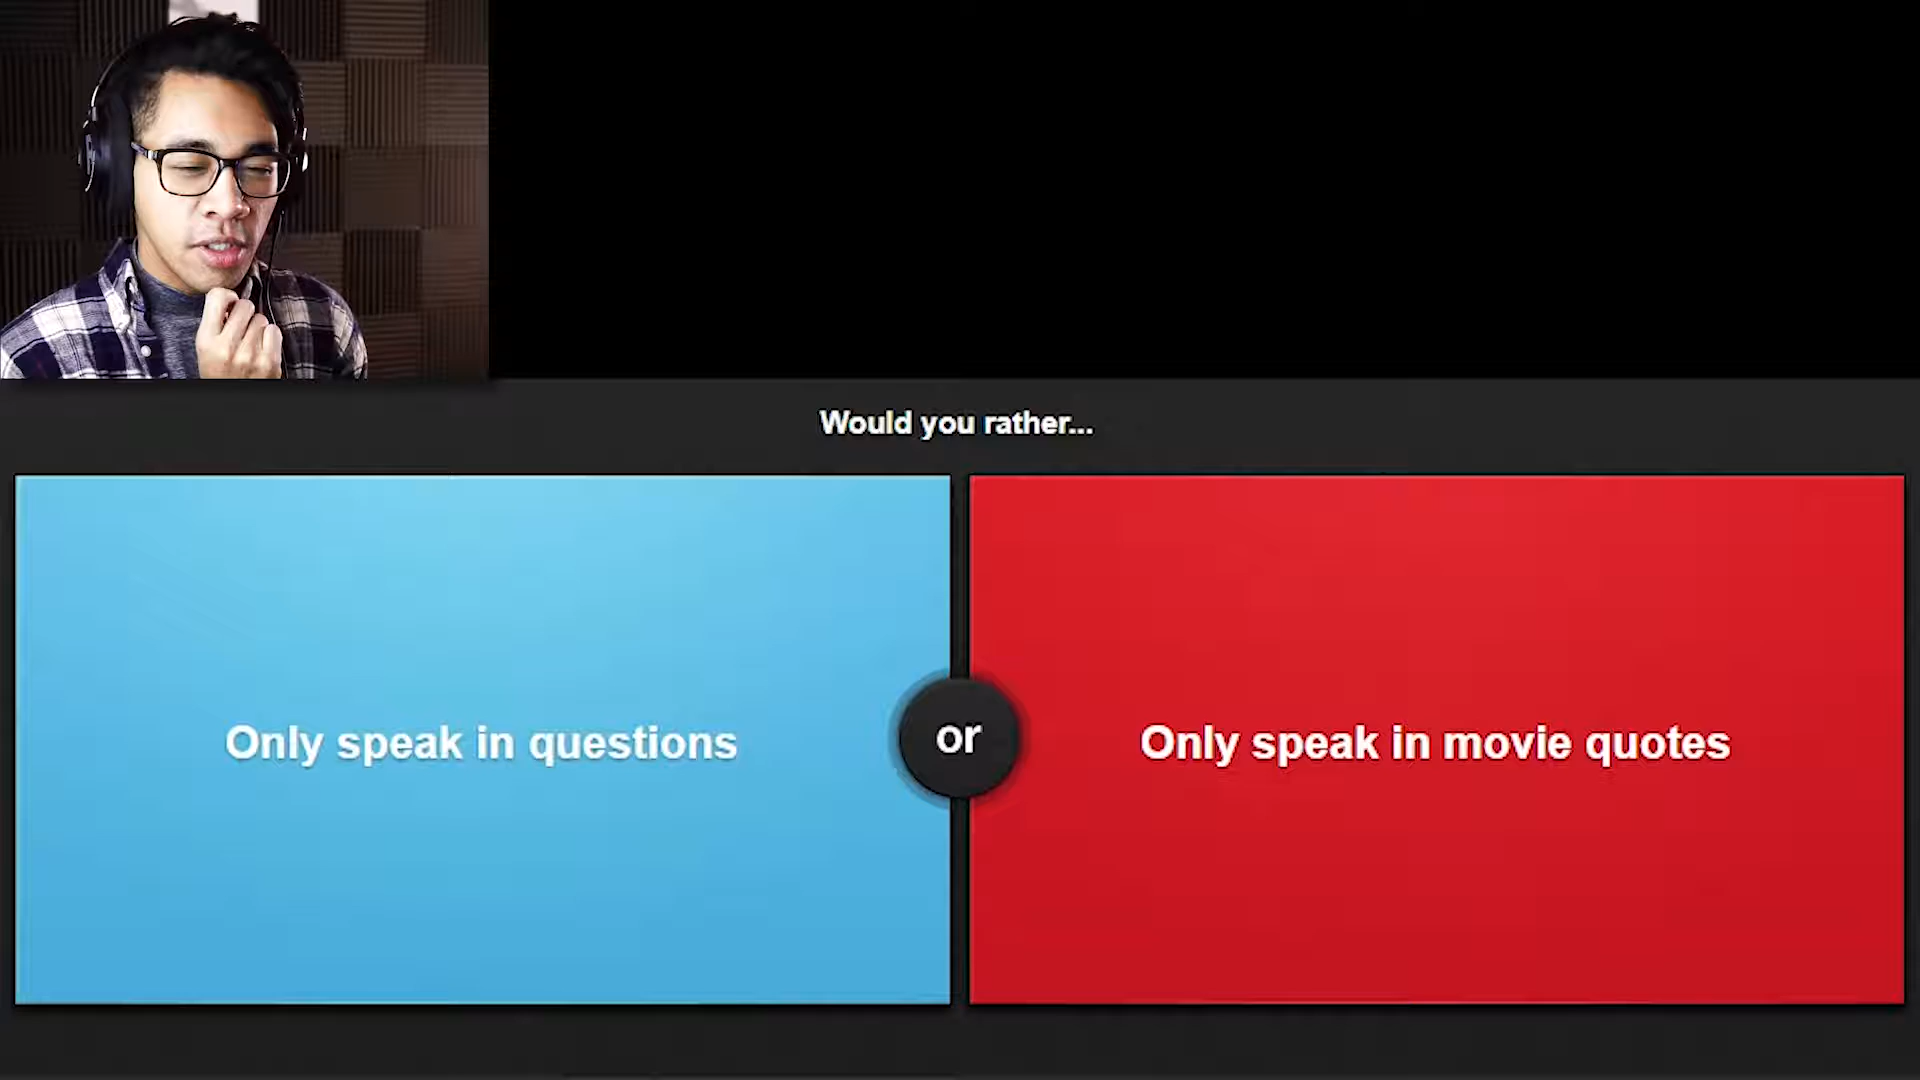 Would you rather...
Only speak in questions
or
Only speak in movie quotes